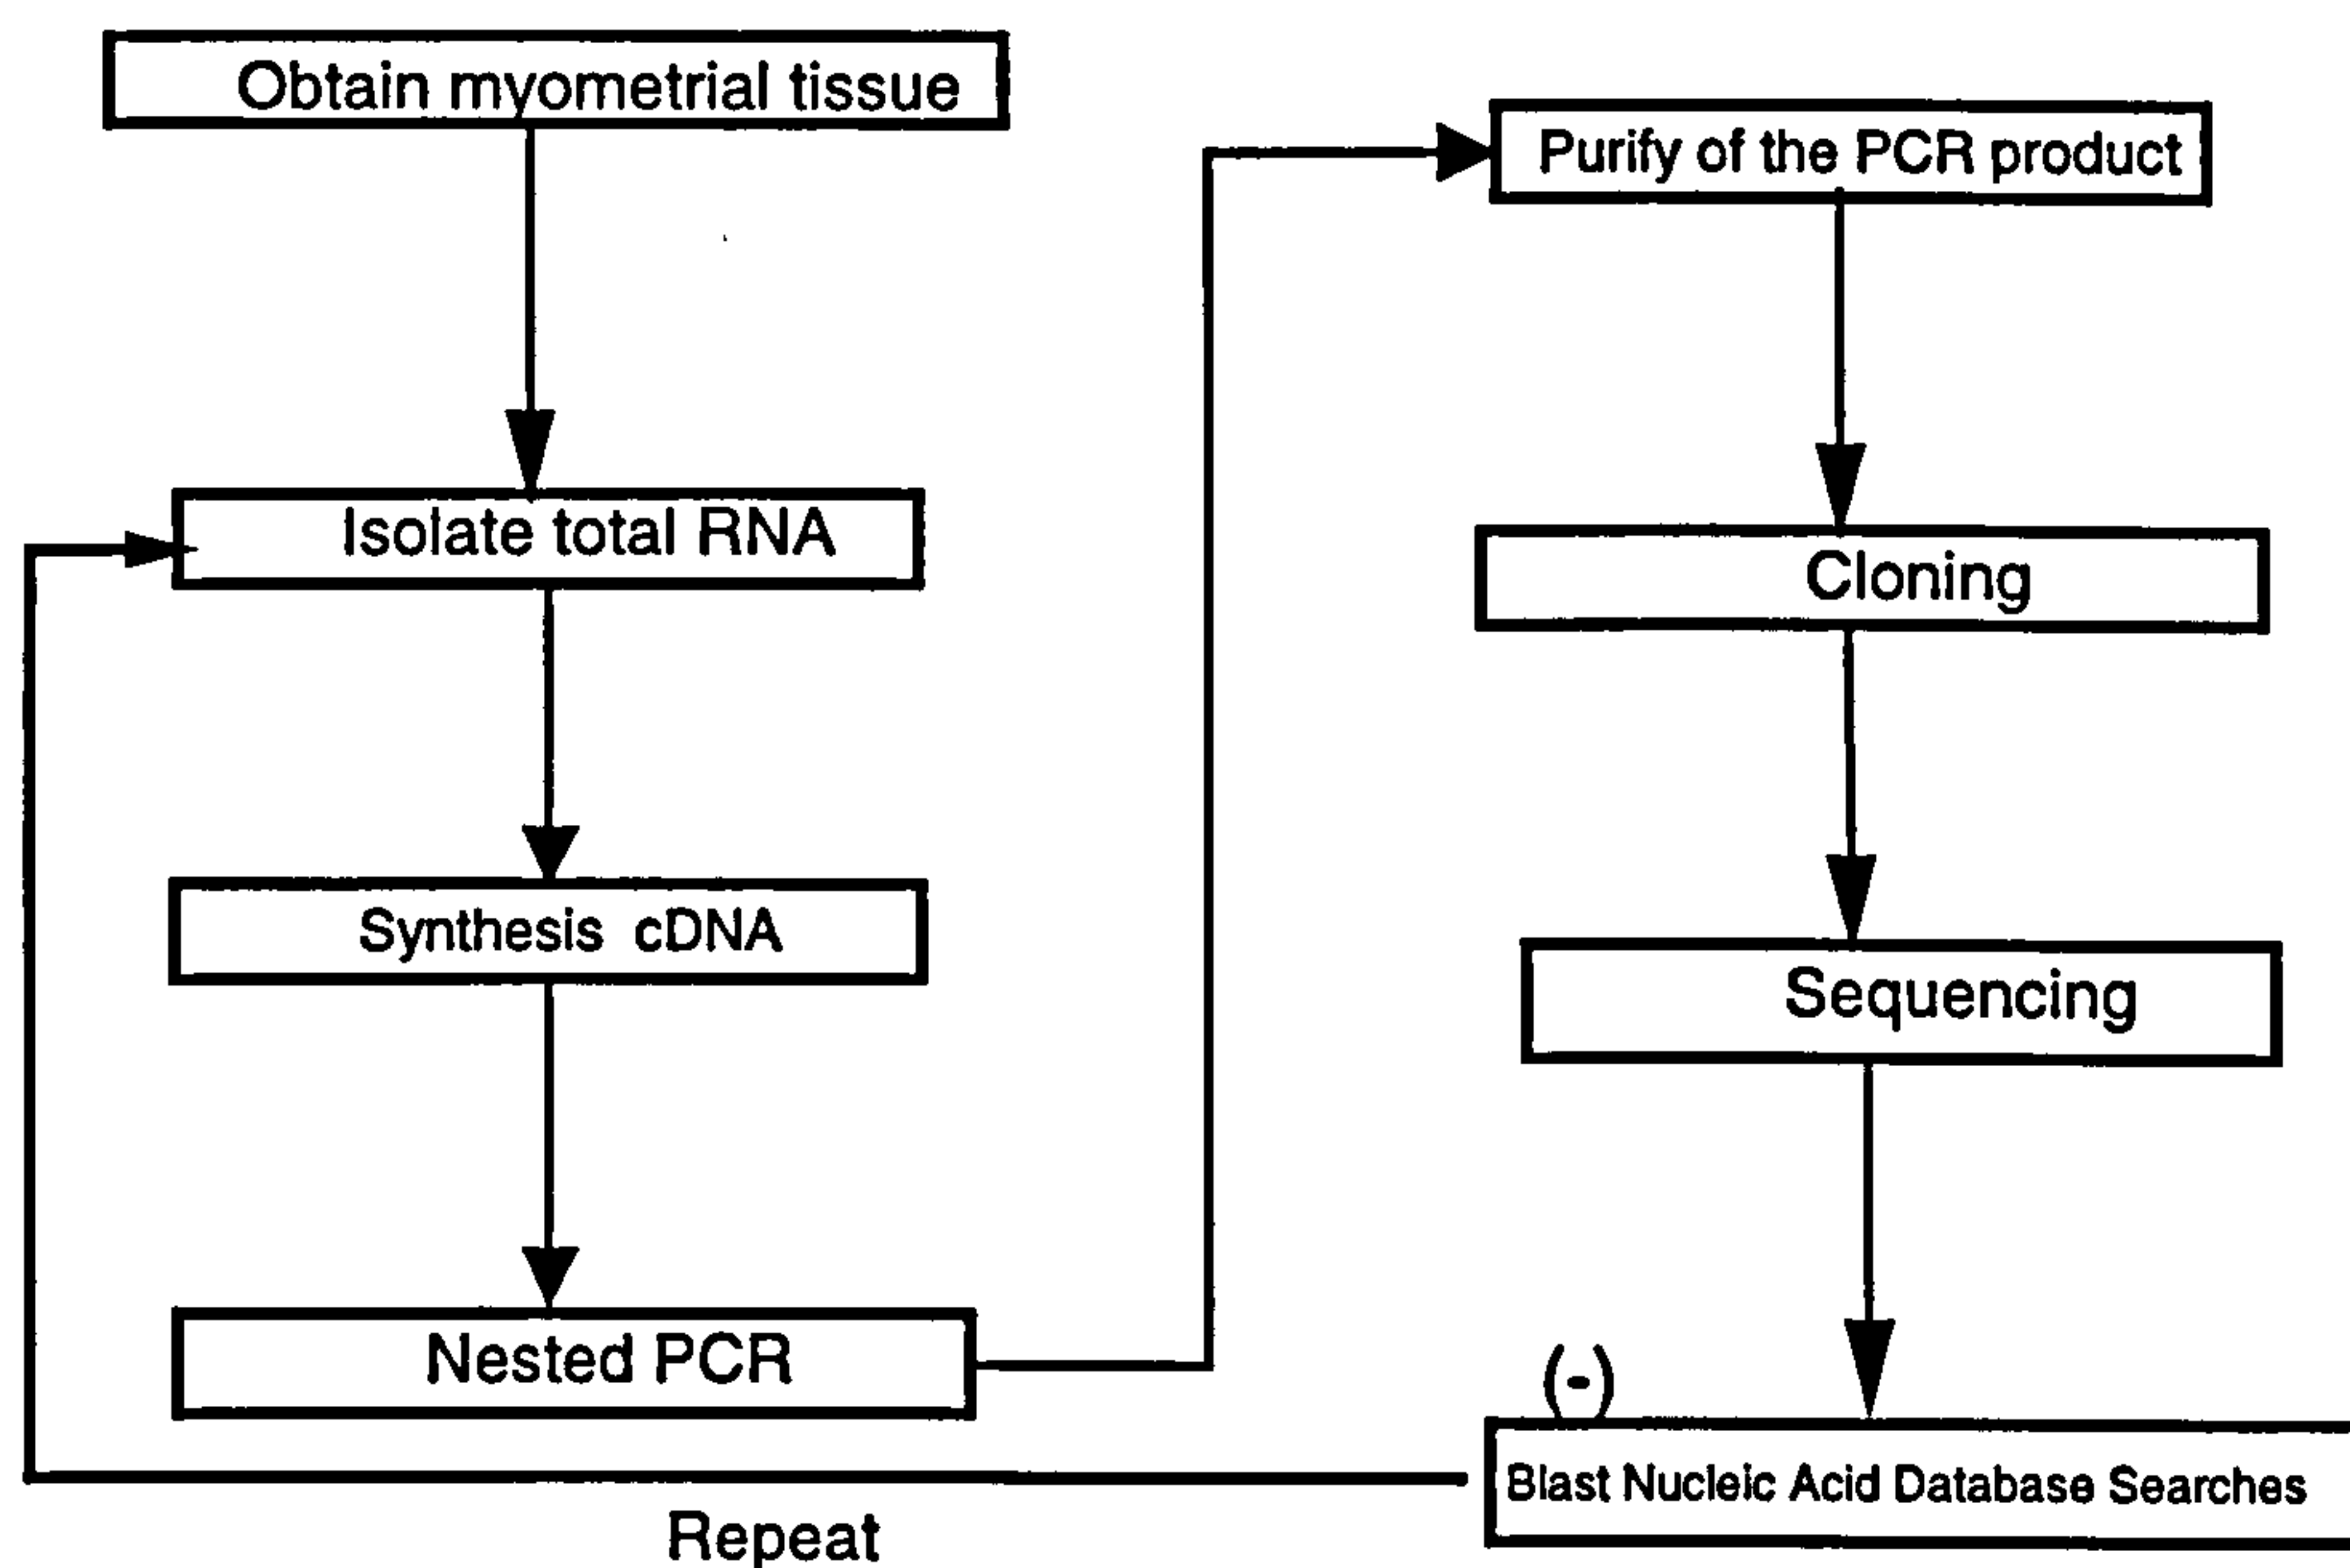 Obtain myometrial tissue
Isolate total RNA
Synthesis cDNA
Nested PCR
Repeat
Purify of the PCR product
Cloning
Sequencing
(-)
Blast Nucleic Acid Database Searches